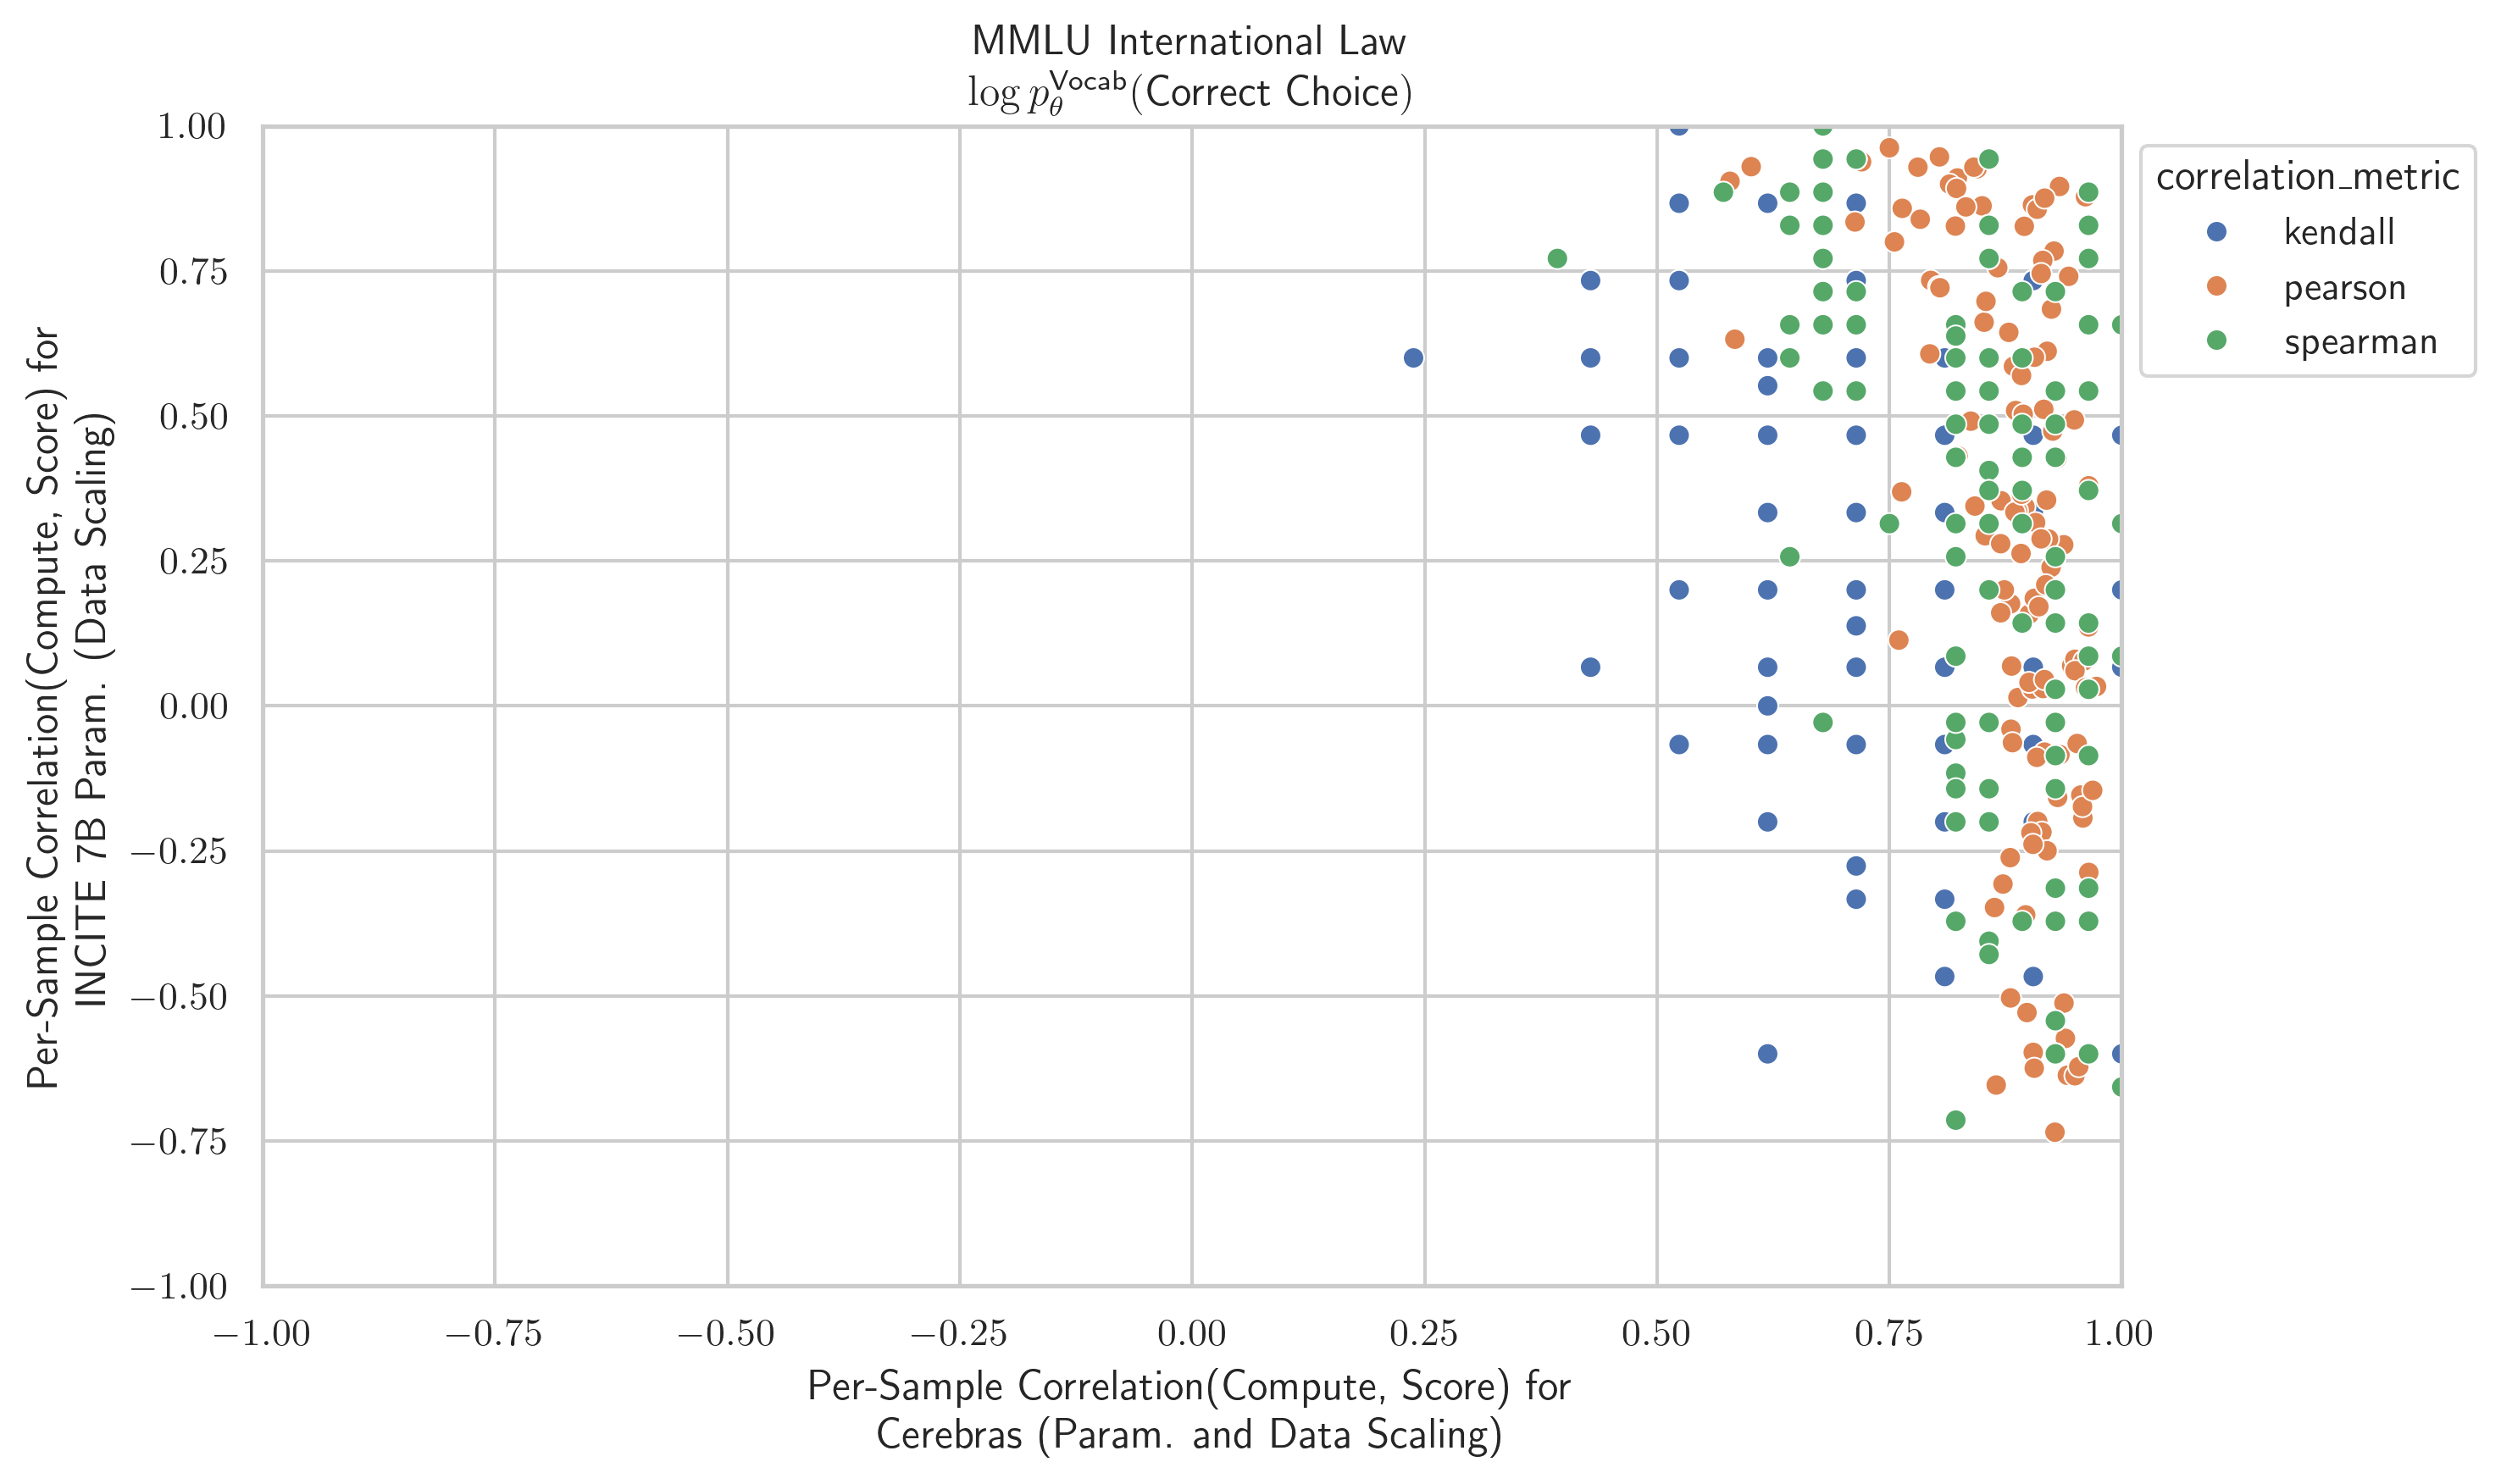 MMLU International Law
log p_θ^Vocab(Correct Choice)
1.00
0.75
0.50
0.25
0.00
−0.25
−0.50
−0.75
−1.00
Per-Sample Correlation(Compute, Score) for
INCITE 7B Param. (Data Scaling)
correlation_metric
kendall
pearson
spearman
−1.00 −0.75 −0.50 −0.25 0.00 0.25 0.50 0.75 1.00
Per-Sample Correlation(Compute, Score) for
Cerebras (Param. and Data Scaling)